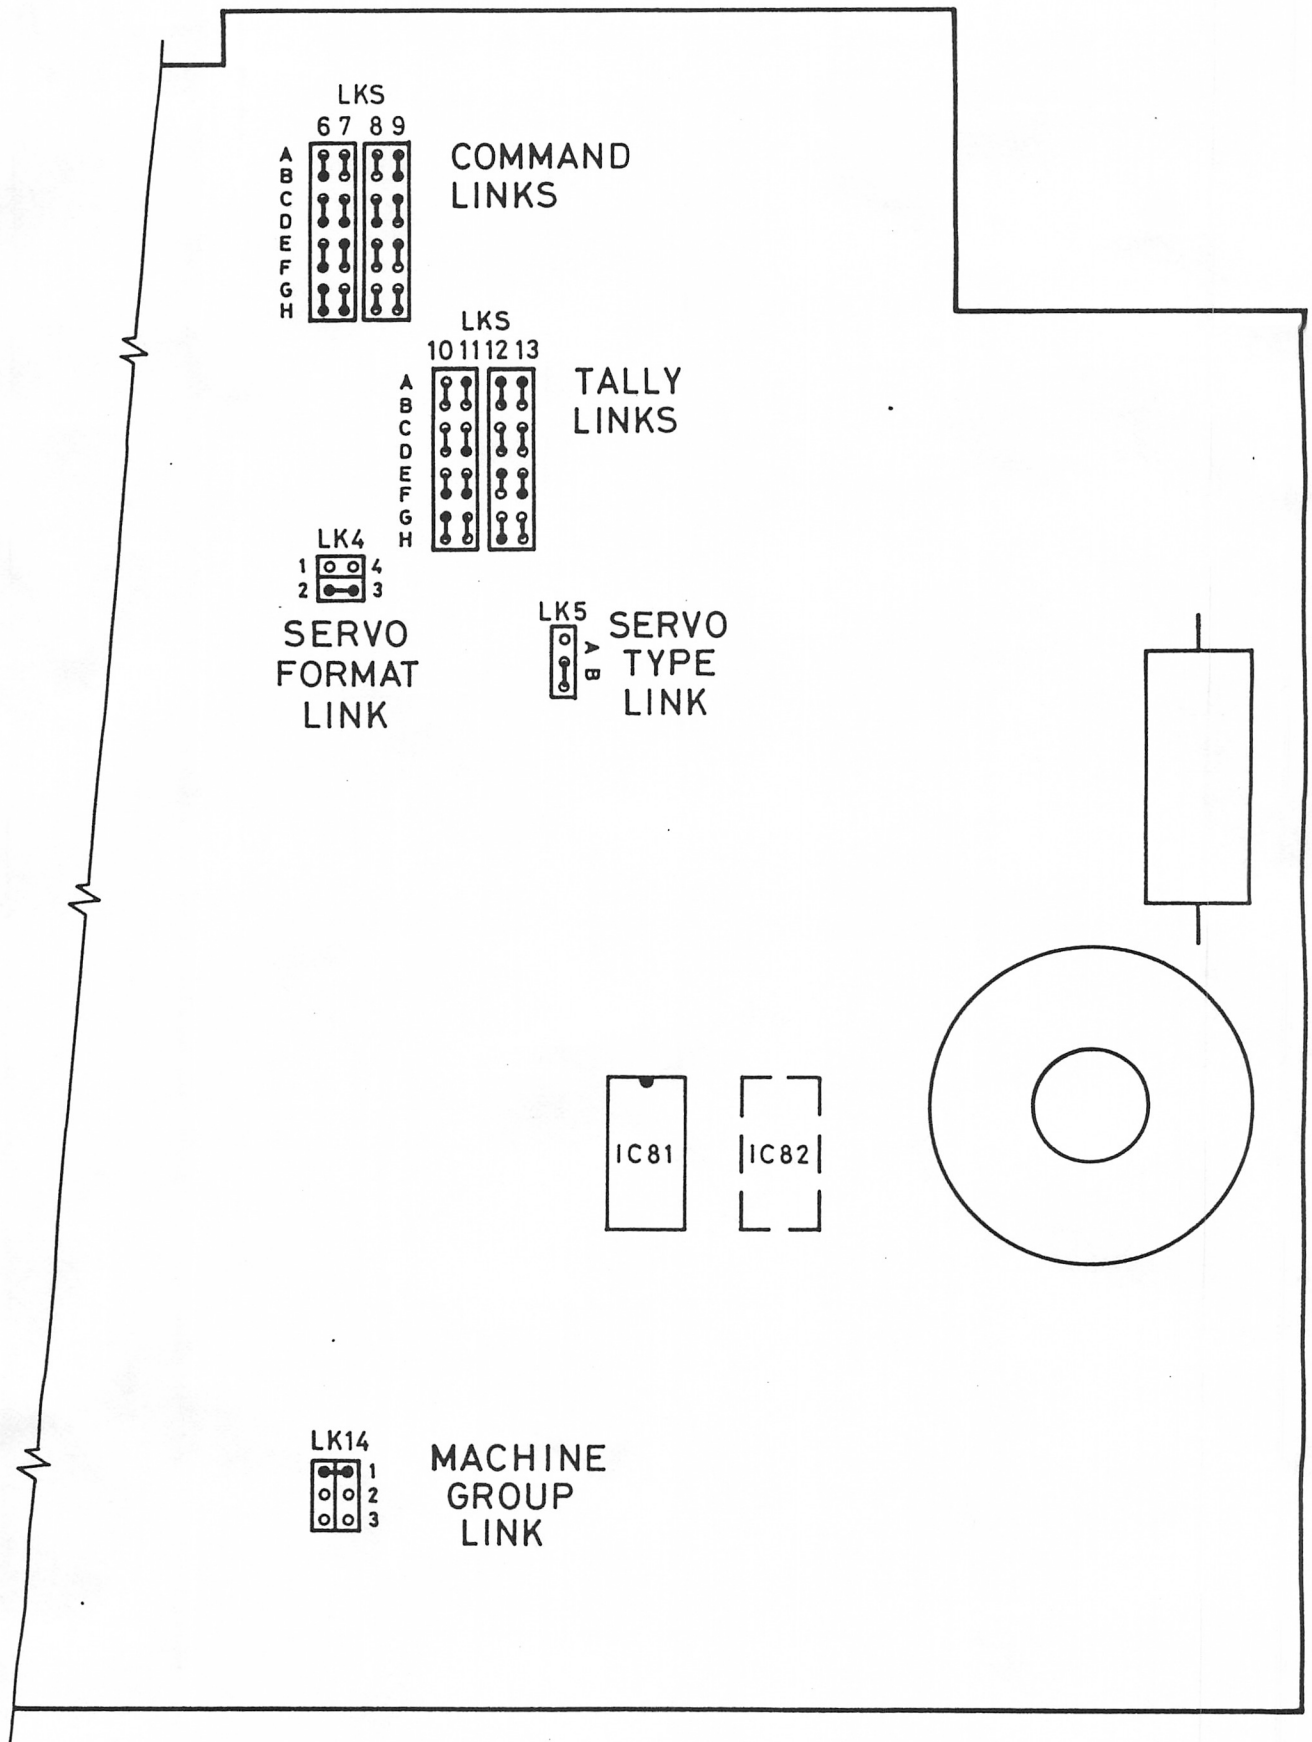 LKS
6 7 8 9
A
B
C
D
E
F
G
H
COMMAND
LINKS
LKS
10 11 12 13
A
B
C
D
E
F
G
H
TALLY
LINKS
LK4
1 4
2 3
SERVO
FORMAT
LINK
LK5
A
B
SERVO
TYPE
LINK
IC81
IC82
LK14
1
2
3
MACHINE
GROUP
LINK